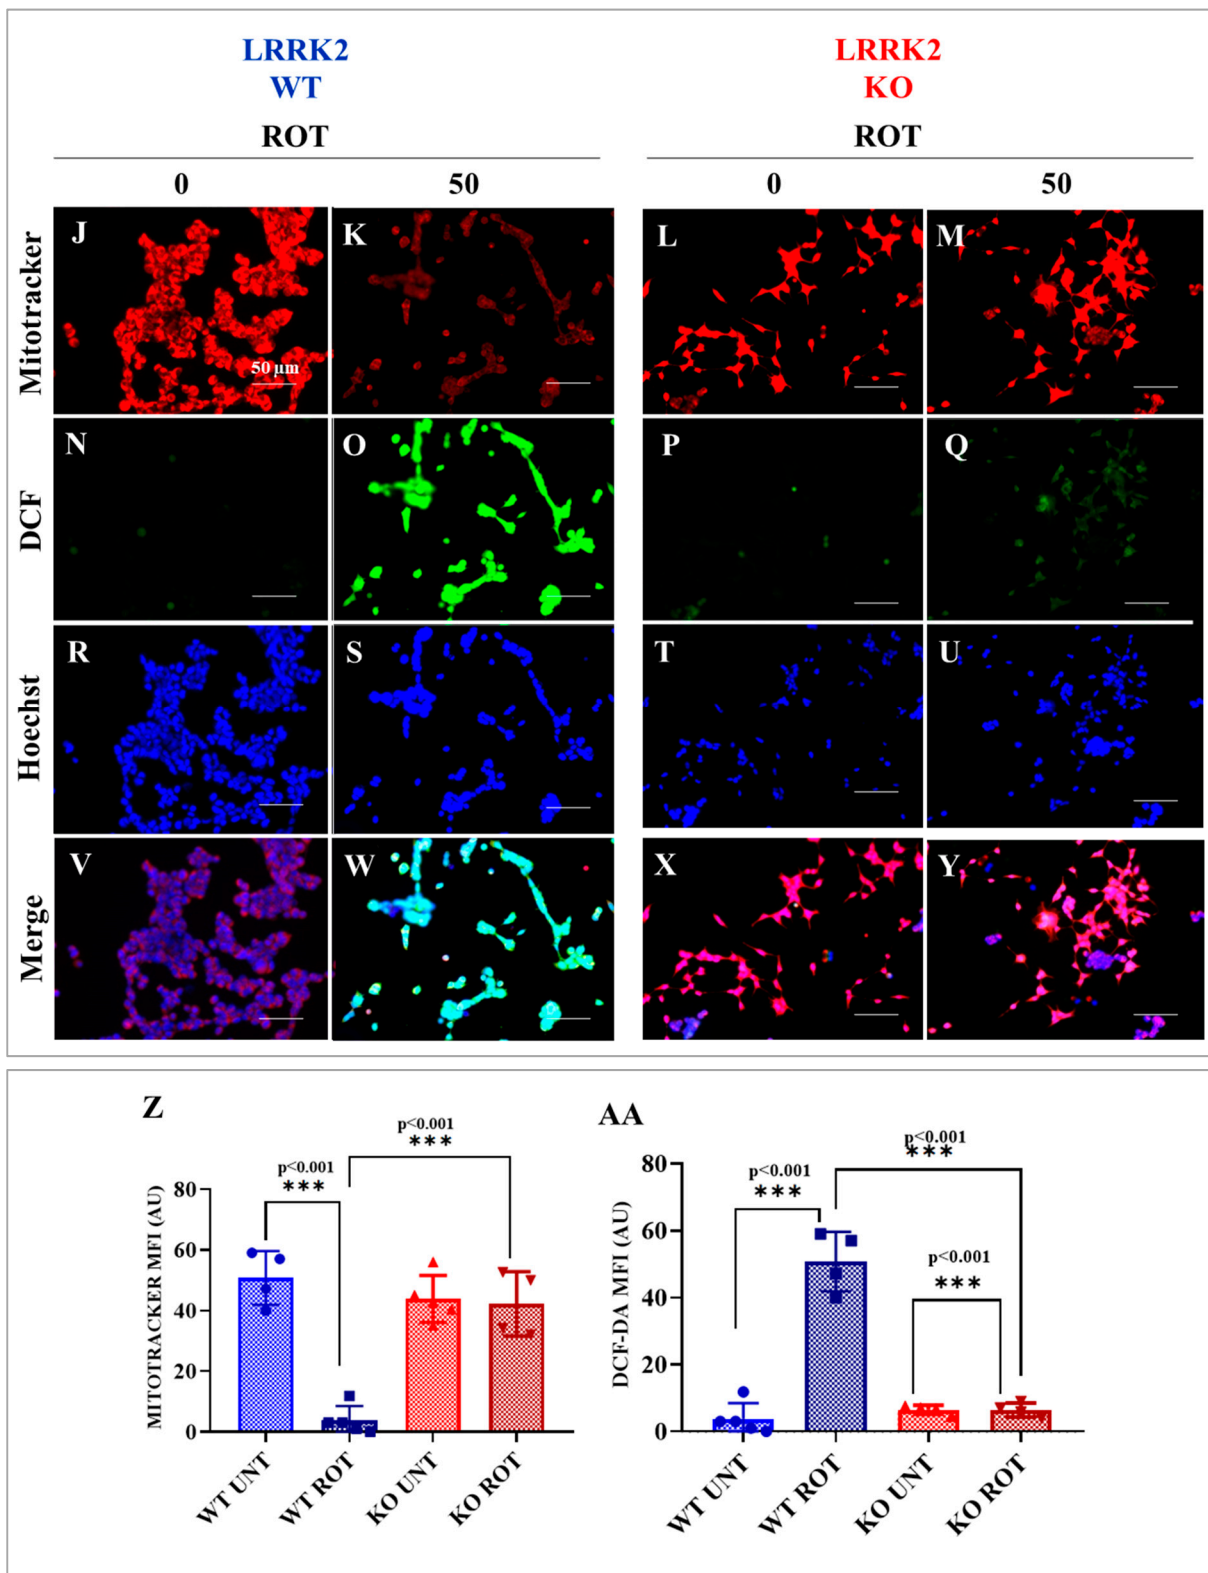 LRRK2
WT
LRRK2
KO
ROT
ROT
0
50
0
50
Mitotracker
J
50 µm
K
L
M
DCF
N
O
P
Q
Hoechst
R
S
T
U
Merge
V
W
X
Y
Z
p<0.001
***
p<0.001
***
MITOTRACKER MFI (AU)
80
60
40
20
0
WT UNT
WT ROT
KO UNT
KO ROT
AA
p<0.001
***
p<0.001
***
p<0.001
***
DCF-DA MFI (AU)
80
60
40
20
0
WT UNT
WT ROT
KO UNT
KO ROT